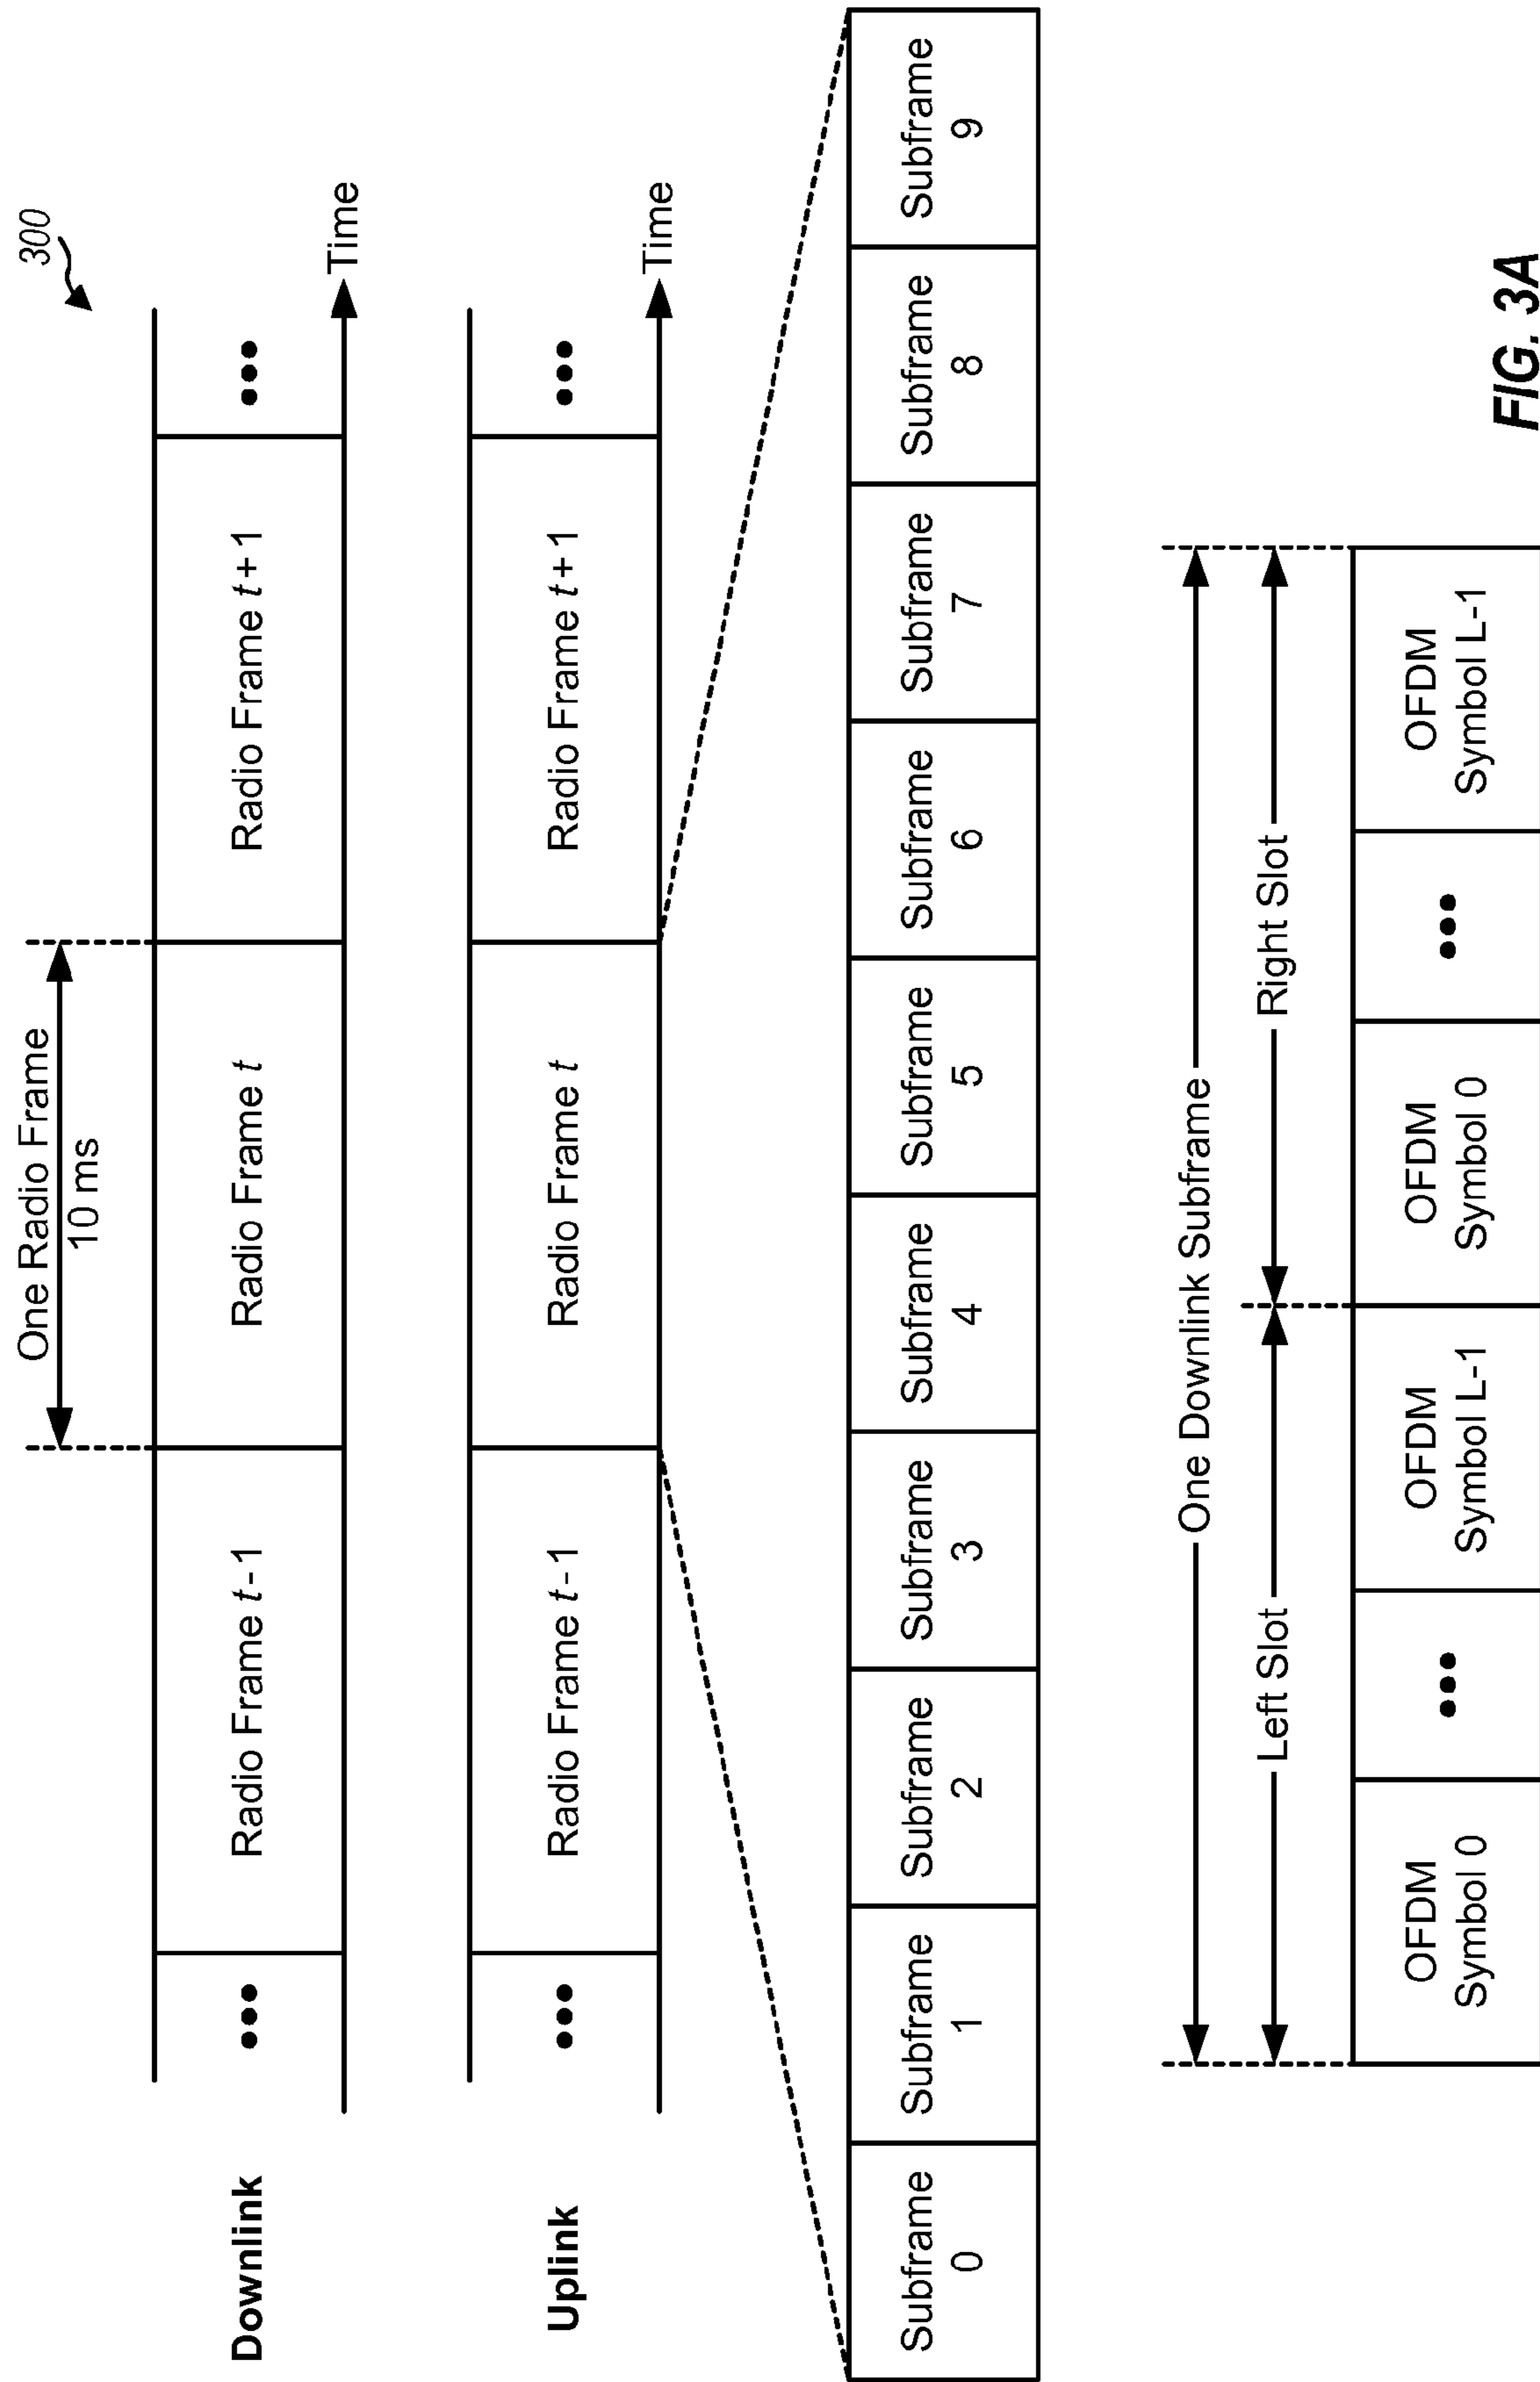 300
One Radio Frame
10 ms
Downlink
•••
Radio Frame t - 1
Radio Frame t
Radio Frame t + 1
•••
Time
Uplink
•••
Radio Frame t - 1
Radio Frame t
Radio Frame t + 1
•••
Time
Subframe
0
Subframe
1
Subframe
2
Subframe
3
Subframe
4
Subframe
5
Subframe
6
Subframe
7
Subframe
8
Subframe
9
One Downlink Subframe
Left Slot
Right Slot
OFDM
Symbol 0
•••
OFDM
Symbol L-1
OFDM
Symbol 0
•••
OFDM
Symbol L-1
FIG. 3A